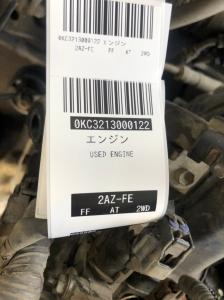 0KC3213000122 エンジン
2AZ-FE FF AT 2WD
0KC3213000122
エンジン
USED ENGINE
2AZ-FE
FF AT 2WD